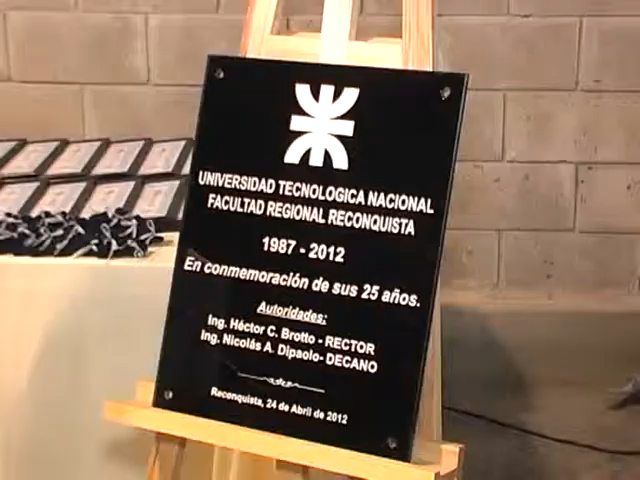 UNIVERSIDAD TECNOLOGICA NACIONAL
FACULTAD REGIONAL RECONQUISTA
1987 - 2012
En conmemoración de sus 25 años.
Autoridades:
Ing. Héctor C. Brotto - RECTOR
Ing. Nicolás A. Dipaolo- DECANO
Reconquista, 24 de Abril de 2012